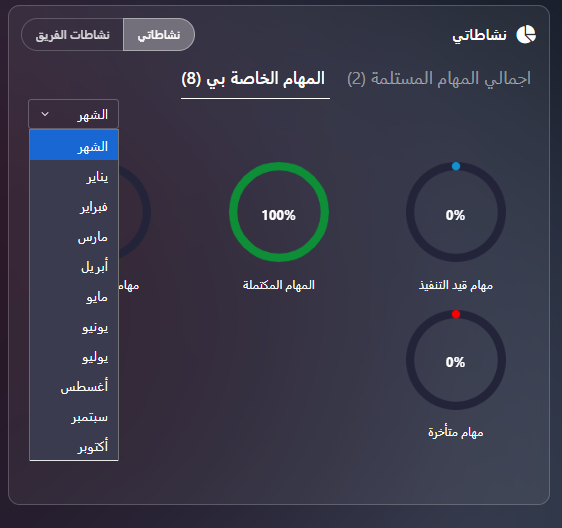 نشاطاتي
نشاطاتي
نشاطات الفريق
اجمالي المهام المستلمة (2)
المهام الخاصة بي (8)
الشهر
الشهر
يناير
فبراير
مارس
أبريل
مايو
يونيو
يوليو
أغسطس
سبتمبر
أكتوبر
0%
100%
مهام قيد التنفيذ
المهام المكتملة
مهام
0%
مهام متأخرة